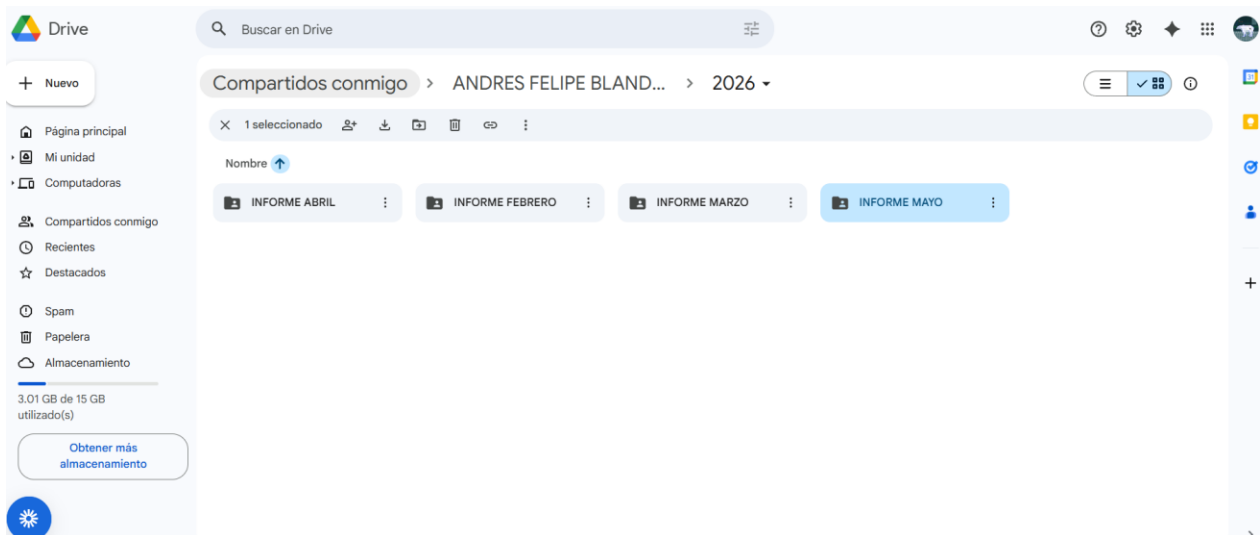 Drive
Buscar en Drive
Nuevo
Compartidos conmigo > ANDRES FELIPE BLAND... > 2026
1 seleccionado
Página principal
Mi unidad
Computadoras
Nombre
INFORME ABRIL
INFORME FEBRERO
INFORME MARZO
INFORME MAYO
Compartidos conmigo
Recientes
Destacados
Spam
Papelera
Almacenamiento
3.01 GB de 15 GB
utilizado(s)
Obtener más
almacenamiento